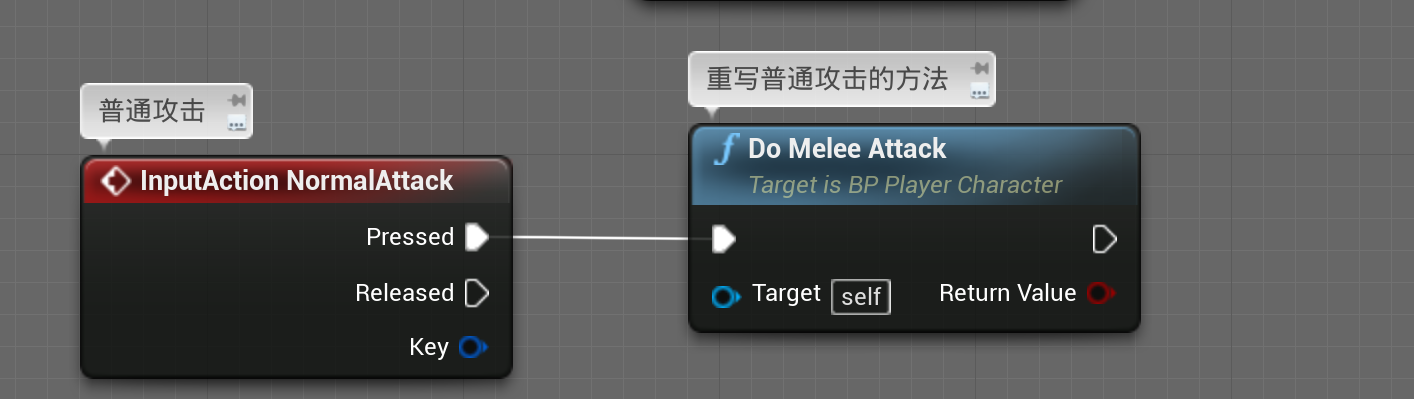 普通攻击
InputAction NormalAttack
Pressed
Released
Key
重写普通攻击的方法
f Do Melee Attack
Target is BP Player Character
Target self
Return Value